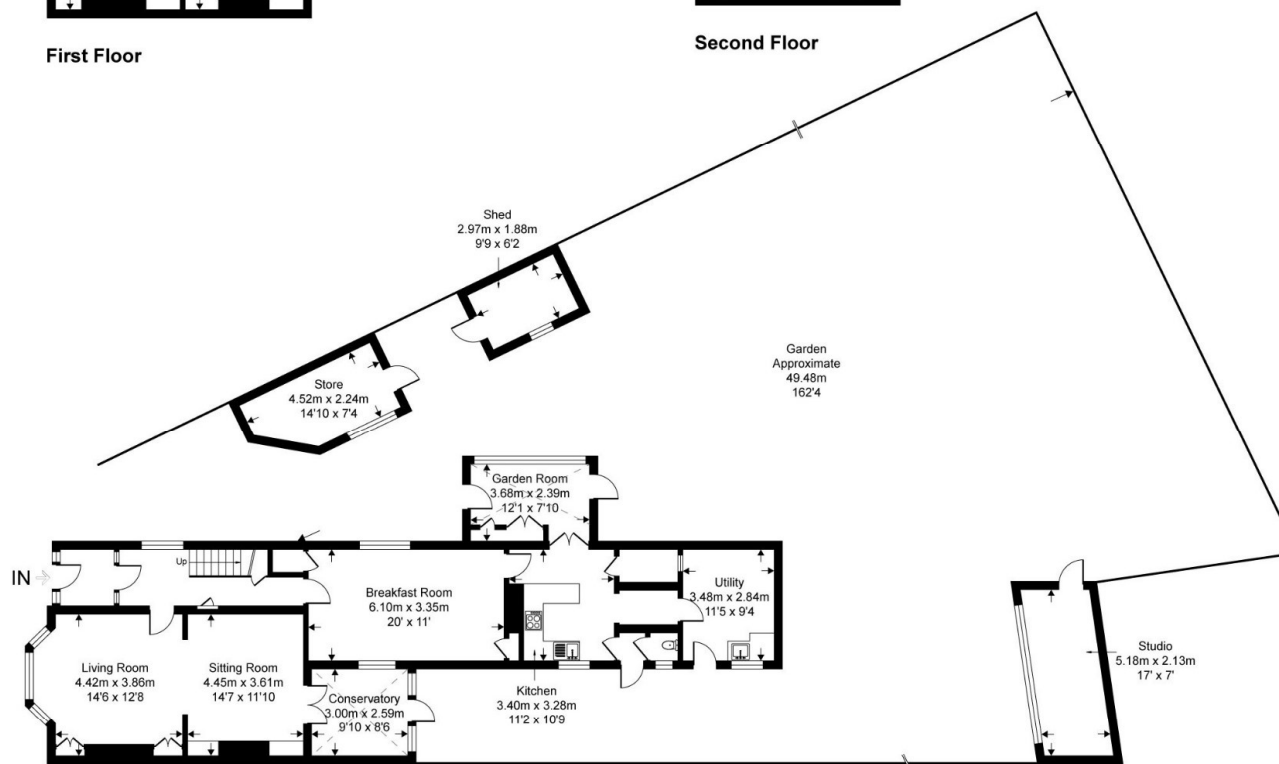 First Floor
Second Floor
Shed
2.97m x 1.88m
9'9 x 6'2
Garden
Approximate
49.48m
162'4
Store
4.52m x 2.24m
14'10 x 7'4
Garden Room
3.68m x 2.39m
12'1 x 7'10
IN
Up
Breakfast Room
6.10m x 3.35m
20' x 11'
Utility
3.48m x 2.84m
11'5 x 9'4
Living Room
4.42m x 3.86m
14'6 x 12'8
Sitting Room
4.45m x 3.61m
14'7 x 11'10
Conservatory
3.00m x 2.59m
9'10 x 8'6
Kitchen
3.40m x 3.28m
11'2 x 10'9
Studio
5.18m x 2.13m
17' x 7'